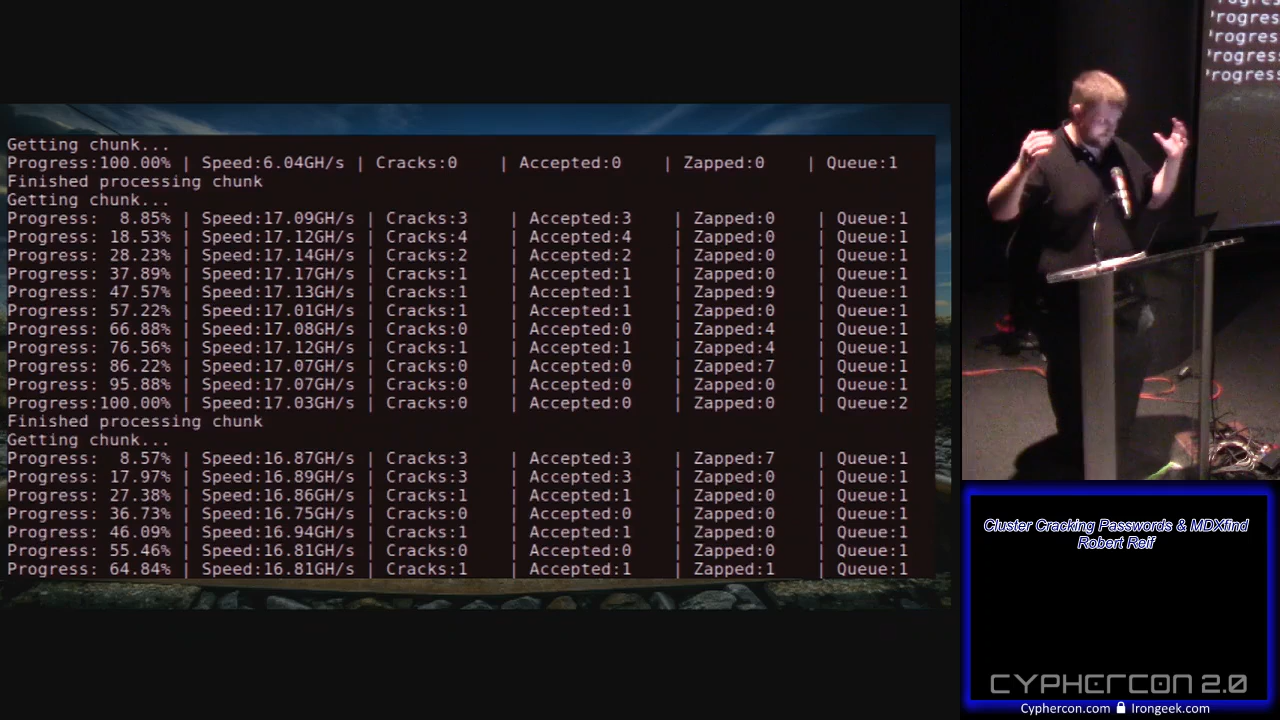 Getting chunk...
Progress:100.00% | Speed:6.04GH/s | Cracks:0 | Accepted:0 | Zapped:0 | Queue:1
Finished processing chunk
Getting chunk...
Progress: 8.85% | Speed:17.09GH/s | Cracks:3 | Accepted:3 | Zapped:0 | Queue:1
Progress: 18.53% | Speed:17.12GH/s | Cracks:4 | Accepted:4 | Zapped:0 | Queue:1
Progress: 28.23% | Speed:17.14GH/s | Cracks:2 | Accepted:2 | Zapped:0 | Queue:1
Progress: 37.89% | Speed:17.17GH/s | Cracks:1 | Accepted:1 | Zapped:0 | Queue:1
Progress: 47.57% | Speed:17.13GH/s | Cracks:1 | Accepted:1 | Zapped:9 | Queue:1
Progress: 57.22% | Speed:17.01GH/s | Cracks:1 | Accepted:1 | Zapped:0 | Queue:1
Progress: 66.88% | Speed:17.08GH/s | Cracks:0 | Accepted:0 | Zapped:4 | Queue:1
Progress: 76.56% | Speed:17.12GH/s | Cracks:1 | Accepted:1 | Zapped:4 | Queue:1
Progress: 86.22% | Speed:17.07GH/s | Cracks:0 | Accepted:0 | Zapped:7 | Queue:1
Progress: 95.88% | Speed:17.07GH/s | Cracks:0 | Accepted:0 | Zapped:0 | Queue:1
Progress:100.00% | Speed:17.03GH/s | Cracks:0 | Accepted:0 | Zapped:0 | Queue:2
Finished processing chunk
Getting chunk...
Progress: 8.57% | Speed:16.87GH/s | Cracks:3 | Accepted:3 | Zapped:7 | Queue:1
Progress: 17.97% | Speed:16.89GH/s | Cracks:3 | Accepted:3 | Zapped:0 | Queue:1
Progress: 27.38% | Speed:16.86GH/s | Cracks:1 | Accepted:1 | Zapped:0 | Queue:1
Progress: 36.73% | Speed:16.75GH/s | Cracks:0 | Accepted:0 | Zapped:0 | Queue:1
Progress: 46.09% | Speed:16.94GH/s | Cracks:1 | Accepted:1 | Zapped:0 | Queue:1
Progress: 55.46% | Speed:16.81GH/s | Cracks:0 | Accepted:0 | Zapped:0 | Queue:1
Progress: 64.84% | Speed:16.81GH/s | Cracks:1 | Accepted:1 | Zapped:1 | Queue:1
rogres
rogres
rogres
rogres
Cluster Cracking Passwords & MDXfind
Robert Reif
CYPHERCON 2.0
Cyphercon.com Irongeek.com